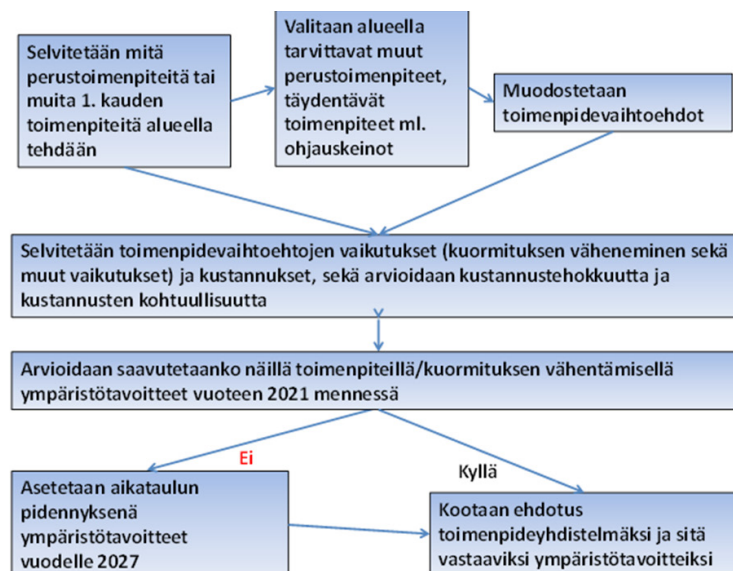 Selvitetään mitä
perustoimenpiteitä tai
muita 1. kauden
toimenpiteitä alueella
tehdään
Valitaan alueella
tarvittavat muut
perustoimenpiteet,
täydentävät
toimenpiteet ml.
ohjauskeinot
Muodostetaan
toimenpidevaihtoehdot
Selvitetään toimenpidevaihtoehtojen vaikutukset (kuormituksen väheneminen sekä
muut vaikutukset) ja kustannukset, sekä arvioidaan kustannustehokkuutta ja
kustannusten kohtuullisuutta
Arvioidaan saavutetaanko näillä toimenpiteillä/kuormituksen vähentämisellä
ympäristötavoitteet vuoteen 2021 mennessä
Ei
Kyllä
Asetetaan aikataulun
pidennyksenä
ympäristötavoitteet
vuodelle 2027
Kootaan ehdotus
toimenpideyhdistelmäksi ja sitä
vastaaviksi ympäristötavoitteiksi